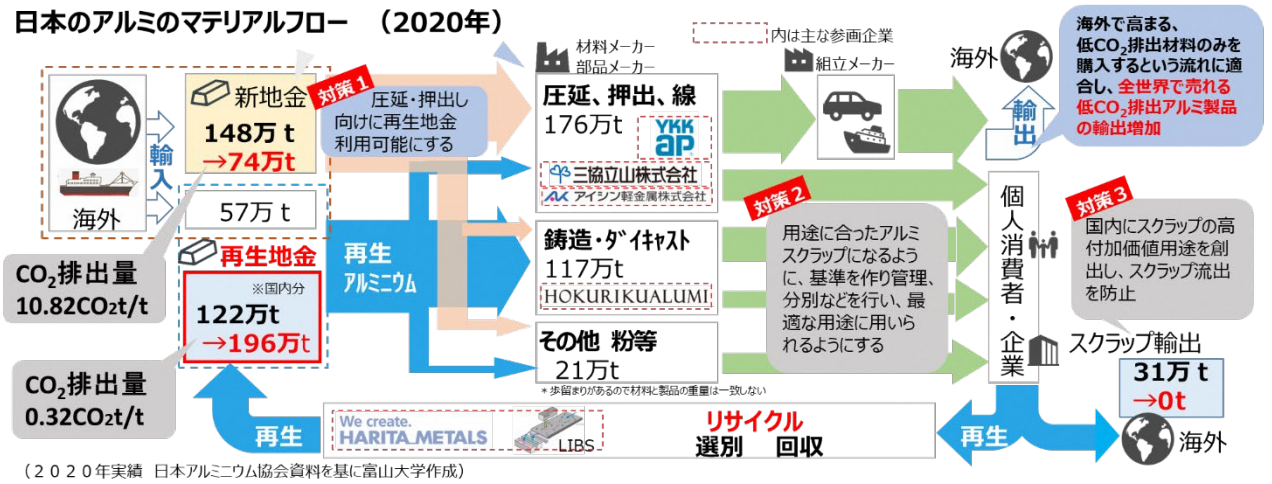 日本のアルミのマテリアルフロー （2020年）
内は主な参画企業
海外
輸入
新地金
148万 t
→74万t
57万 t
再生地金
※国内分
122万t
→196万t
CO2排出量
10.82CO2t/t
CO2排出量
0.32CO2t/t
対策1
圧延・押出し
向けに再生地金
利用可能にする
再生
アルミニウム
材料メーカー
部品メーカー
圧延、押出、線
176万t
YKK
ap
三協立山株式会社
アイシン軽金属株式会社
鋳造・ダイキャスト
117万t
HOKURIKUALUMI
その他 粉等
21万t
* 歩留まりがあるので材料と製品の重量は一致しない
組立メーカー
対策2
用途に合ったアルミ
スクラップになるよう
に、基準を作り管理、
分別などを行い、最
適な用途に用いら
れるようにする
海外
輸出
海外で高まる、
低CO2排出材料のみを
購入するという流れに適
合し、全世界で売れる
低CO2排出アルミ製品
の輸出増加
個人消費者・企業
対策3
国内にスクラップの高
付加価値用途を創
出し、スクラップ流出
を防止
スクラップ輸出
31万 t
→0t
海外
再生
リサイクル
選別 回収
We create.
HARITA METALS
LIBS
再生
（２０２０年実績 日本アルミニウム協会資料を基に富山大学作成）